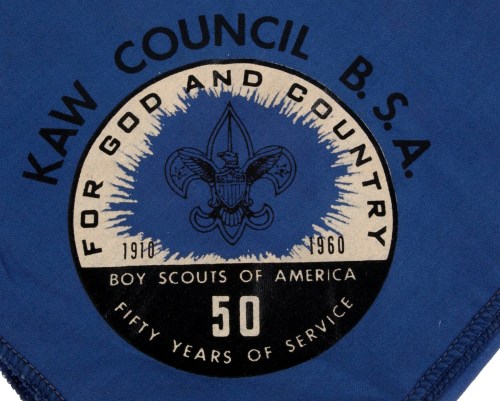 KAW COUNCIL B.S.A.
FOR GOD AND COUNTRY
1910 1960
BOY SCOUTS OF AMERICA
50
FIFTY YEARS OF SERVICE